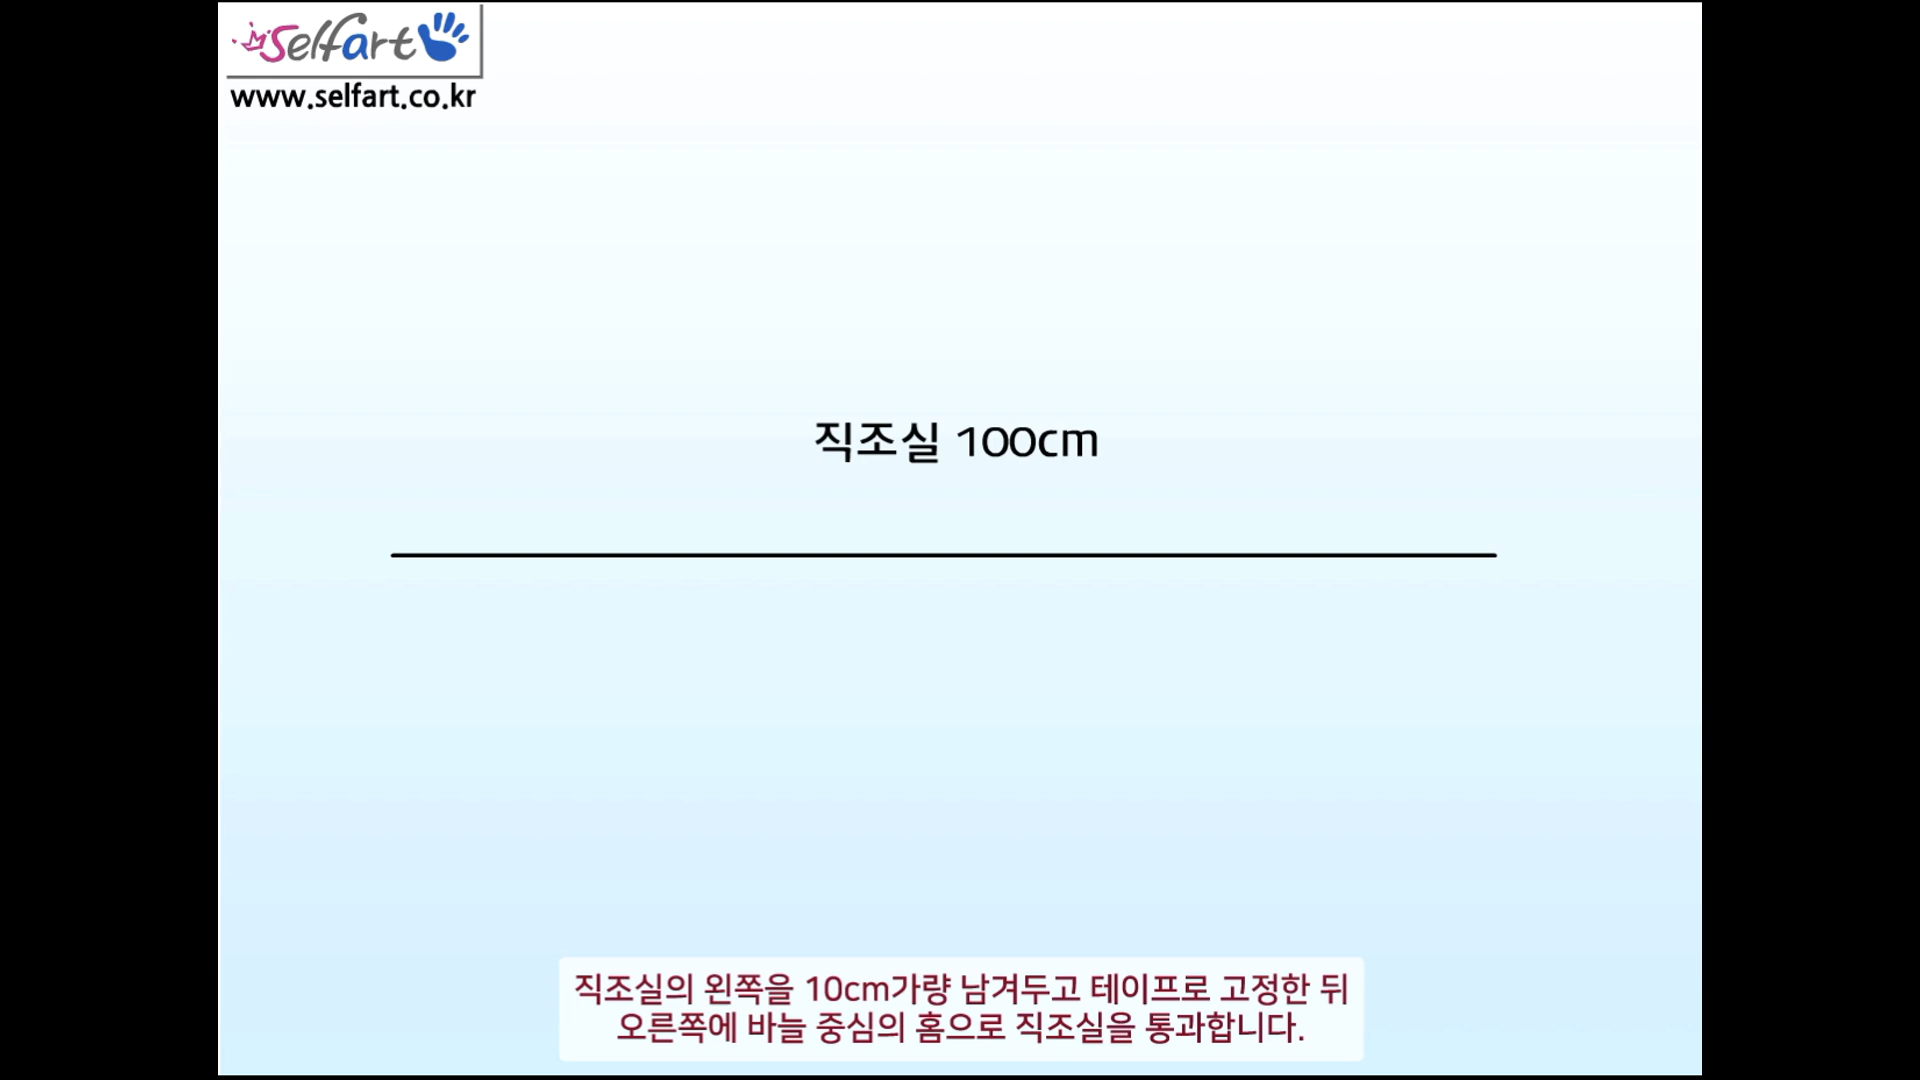 selfart
www.selfart.co.kr
직조실 100cm
직조실의 왼쪽을 10cm가량 남겨두고 테이프로 고정한 뒤
오른쪽에 바늘 중심의 홈으로 직조실을 통과합니다.